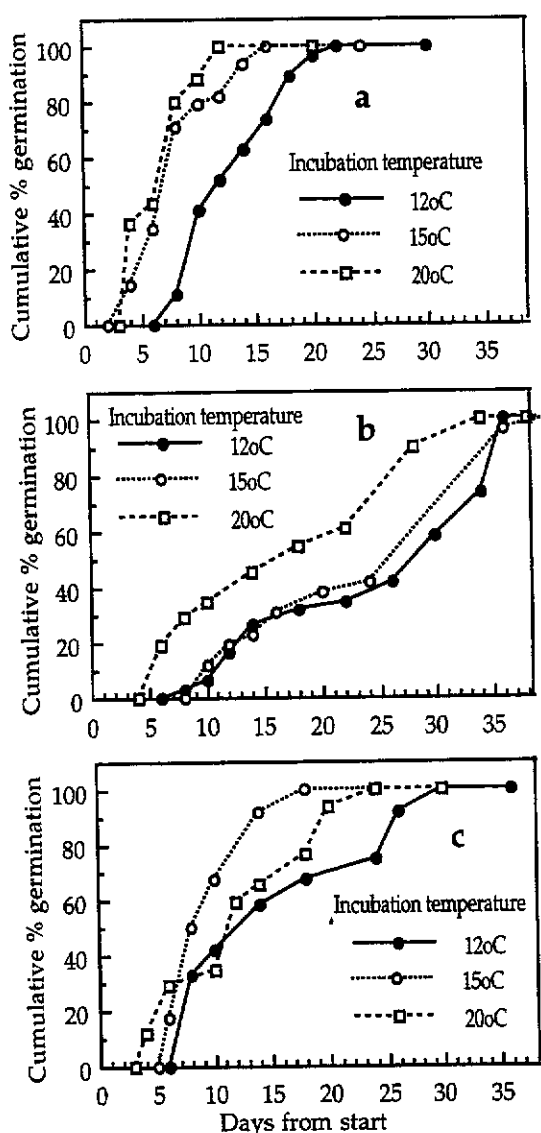 100
80
60
40
20
0
Cumulative % germination
a
Incubation temperature
12oC
15oC
20oC
0 5 10 15 20 25 30 35
100
80
60
40
20
0
Cumulative % germination
Incubation temperature
b
12oC
15oC
20oC
0 5 10 15 20 25 30 35
100
80
60
40
20
0
Cumulative % germination
c
Incubation temperature
12oC
15oC
20oC
0 5 10 15 20 25 30 35
Days from start